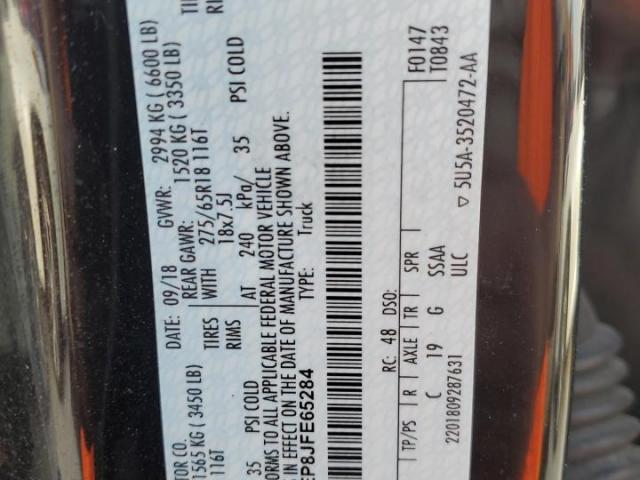 DATE: 09/18 GVWR: 2994 KG ( 6600 LB)
TOR CO. REAR GAWR: 1520 KG ( 3350 LB)
1565 KG ( 3450 LB) TIRES WITH 275/65R18 116T
116T RIMS 18x7.5J
35 PSI COLD AT 240 kPa/ 35 PSI COLD
ORMS TO ALL APPLICABLE FEDERAL MOTOR VEHICLE
IN EFFECT ON THE DATE OF MANUFACTURE SHOWN ABOVE.
EP8JFE65284 TYPE: Truck
F0147
T0843
RC: 48 DSO:
TP/PS R AXLE TR SPR
C 19 G SSAA
2201809287631 ULC
▽ 5U5A-3520472-AA